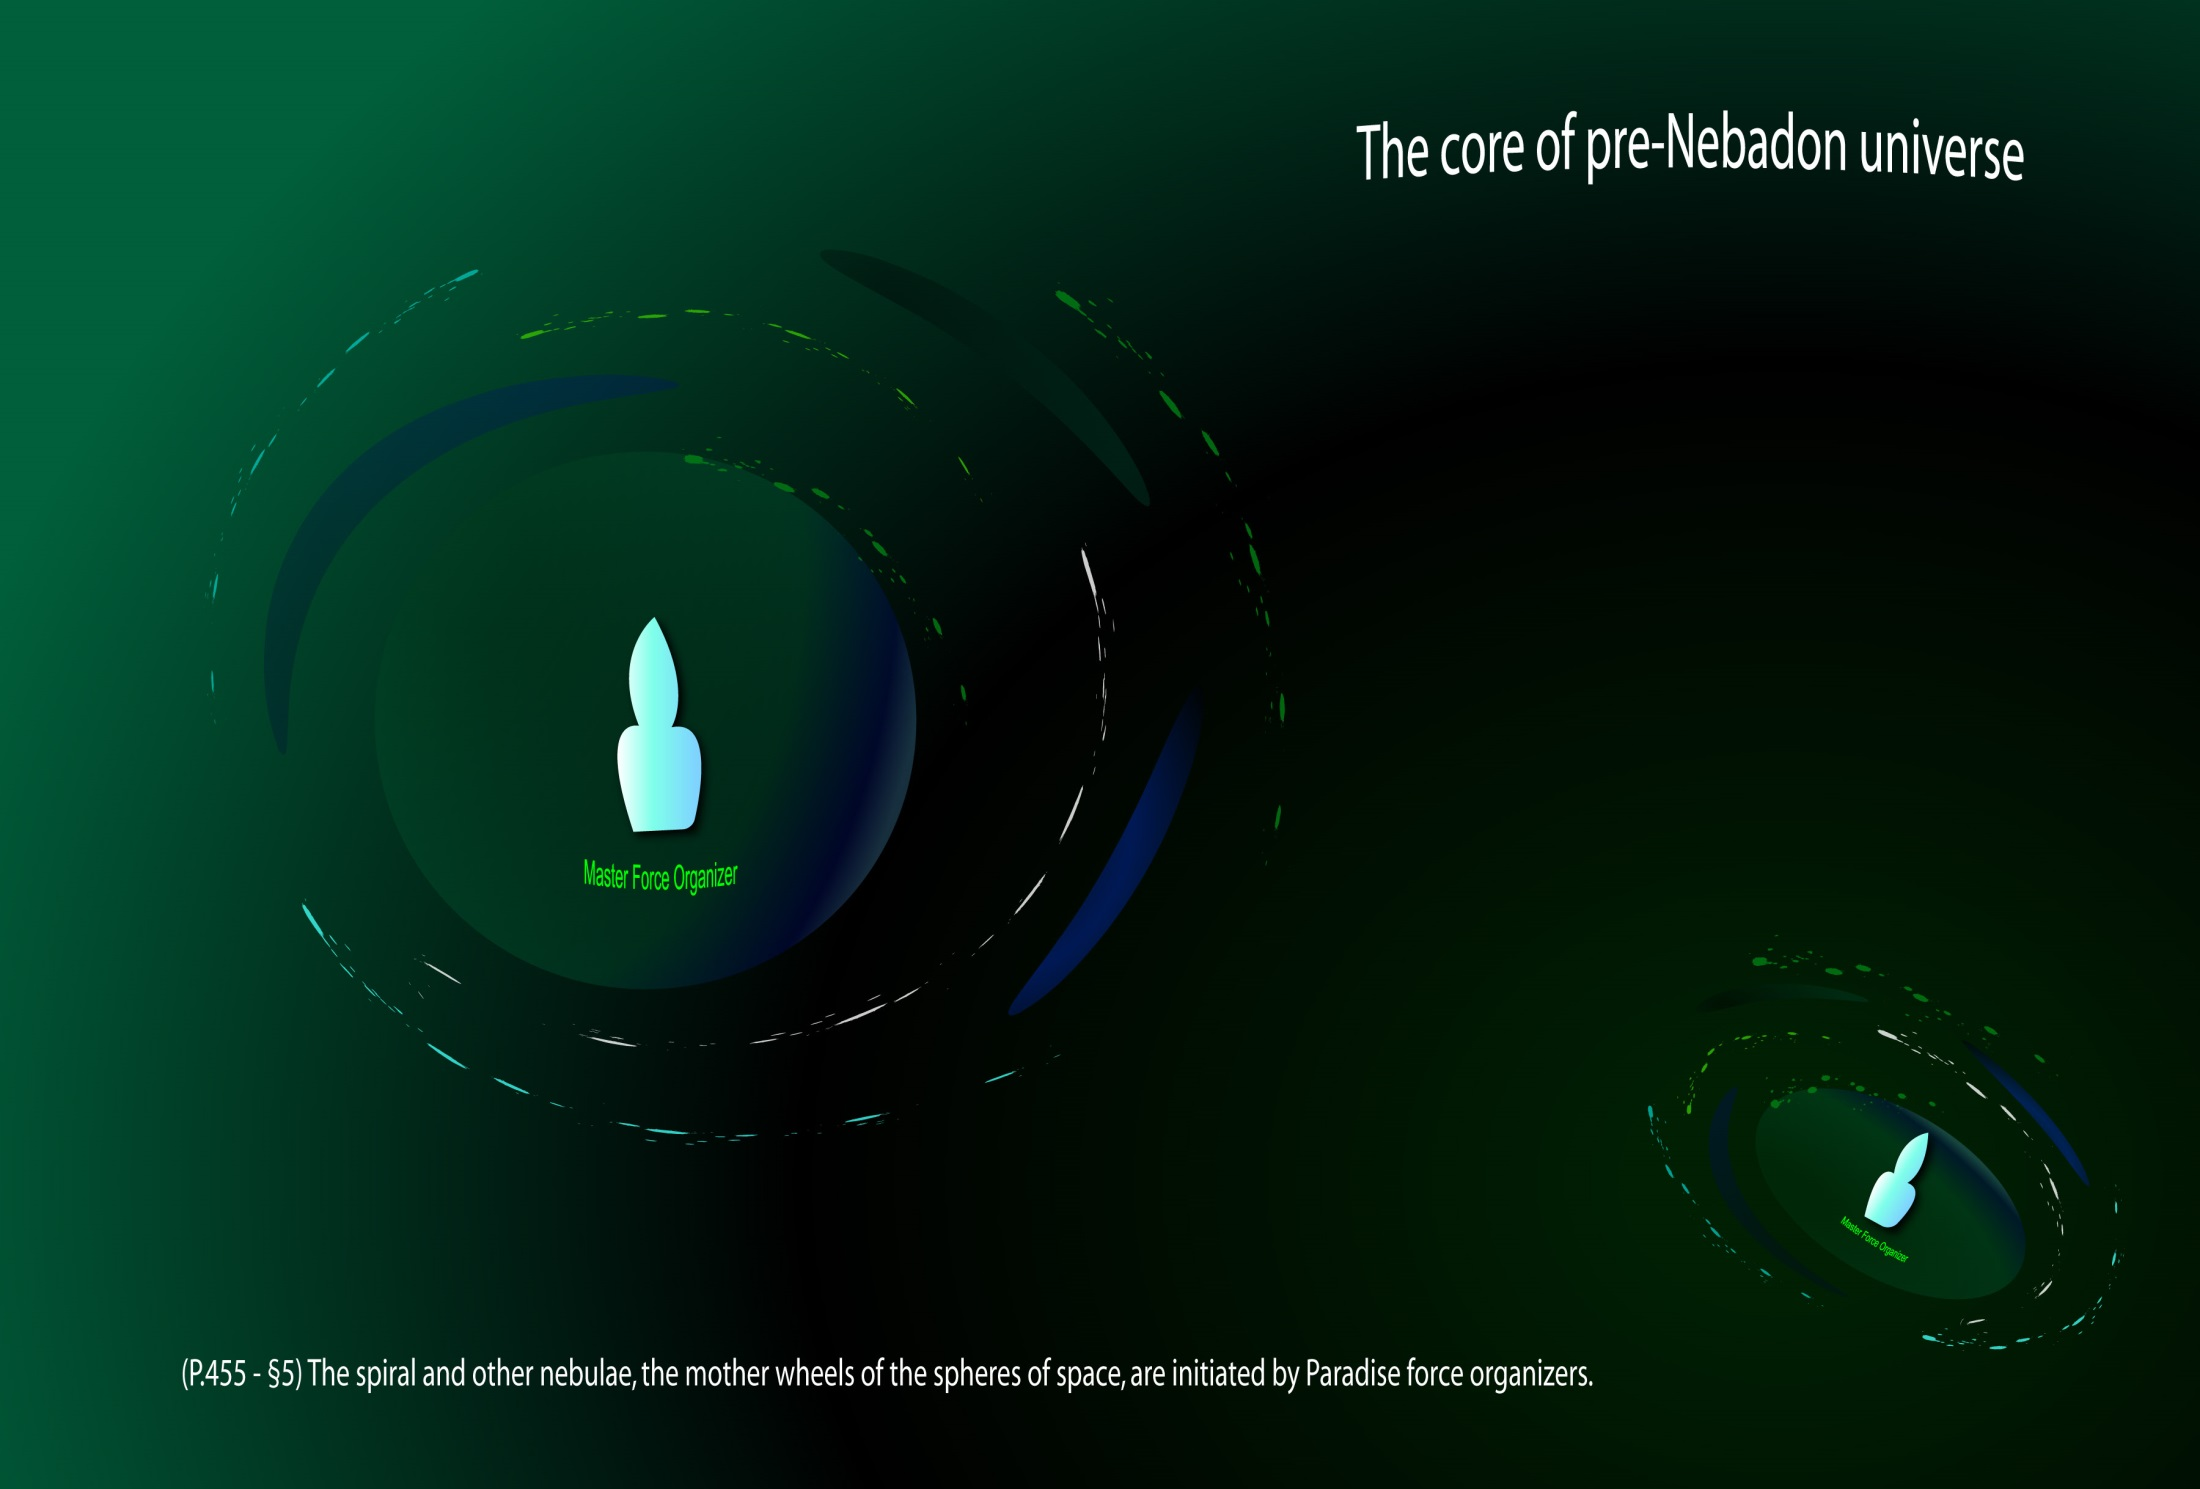 The core of pre-Nebadon universe
Master Force Organizer
Master Force Organizer
(P.455 - §5) The spiral and other nebulae, the mother wheels of the spheres of space, are initiated by Paradise force organizers.